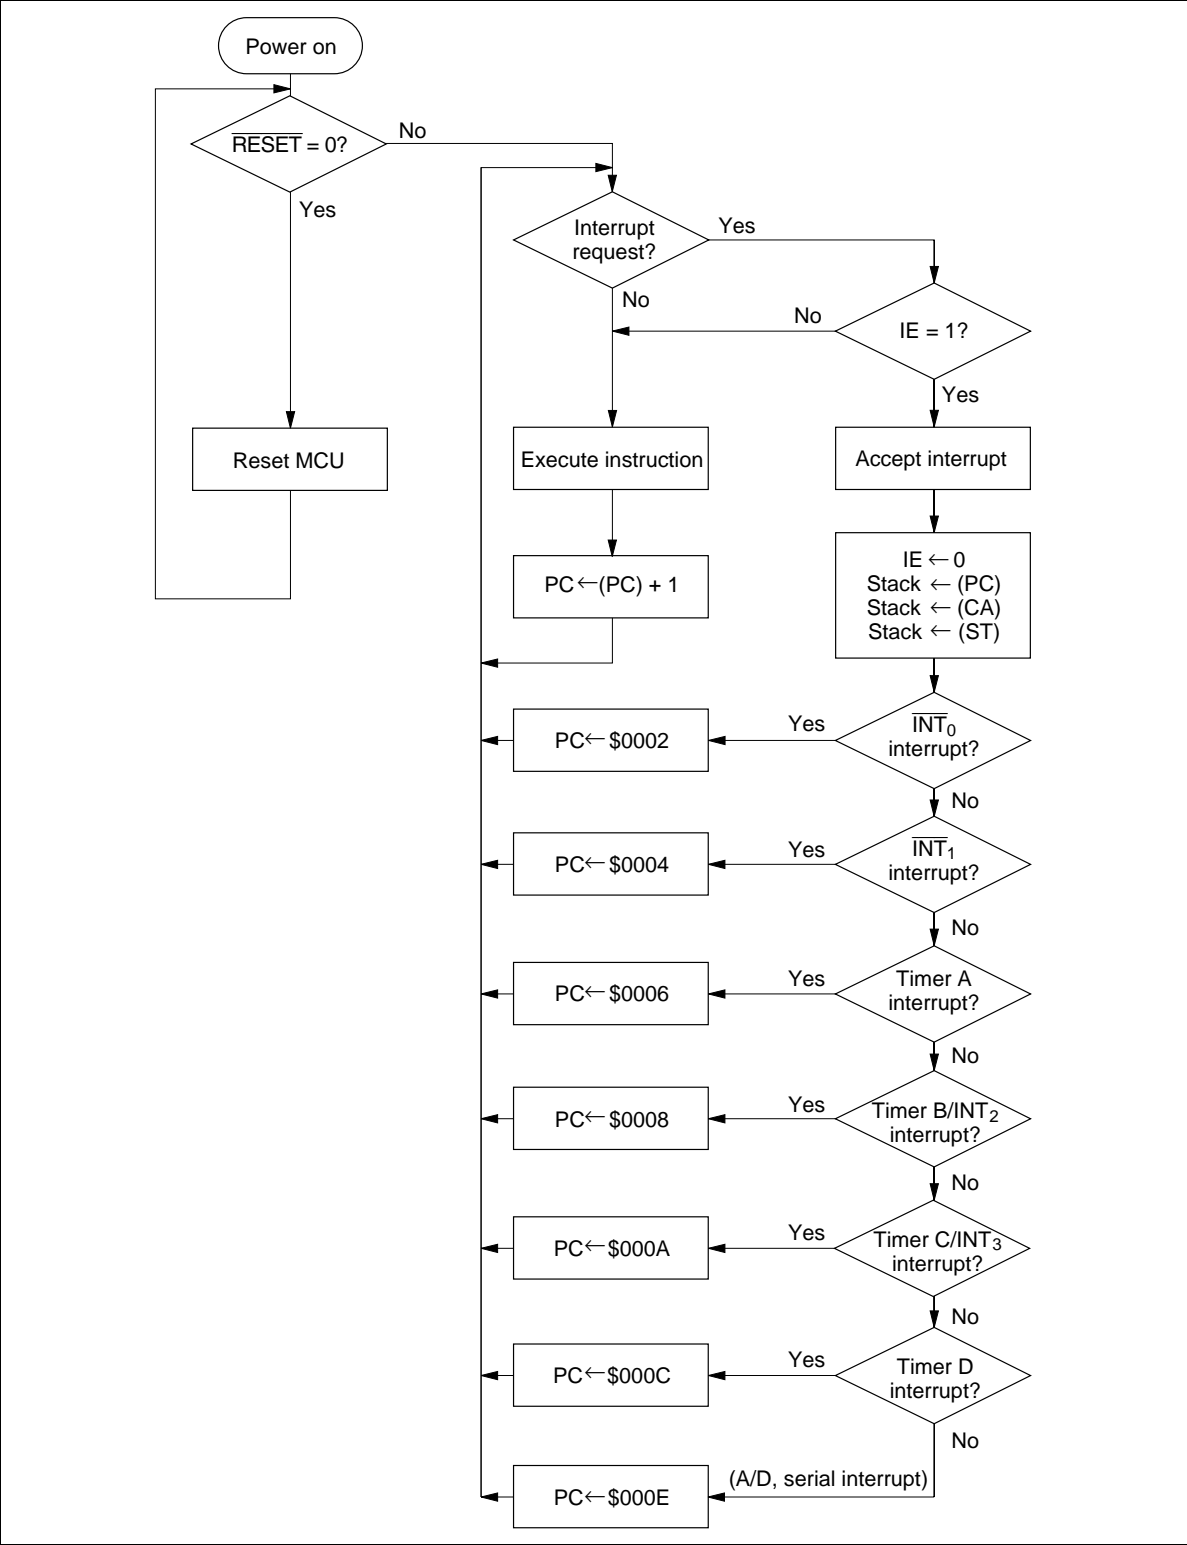 Power on
RESET = 0?
No
Yes
Interrupt
request?
Yes
No
No
IE = 1?
Yes
Reset MCU
Execute instruction
Accept interrupt
PC←(PC) + 1
IE ← 0
Stack ← (PC)
Stack ← (CA)
Stack ← (ST)
PC← $0002
Yes
INT0
interrupt?
No
PC← $0004
Yes
INT1
interrupt?
No
PC← $0006
Yes
Timer A
interrupt?
No
PC← $0008
Yes
Timer B/INT2
interrupt?
No
PC← $000A
Yes
Timer C/INT3
interrupt?
No
PC← $000C
Yes
Timer D
interrupt?
No
PC← $000E
(A/D, serial interrupt)